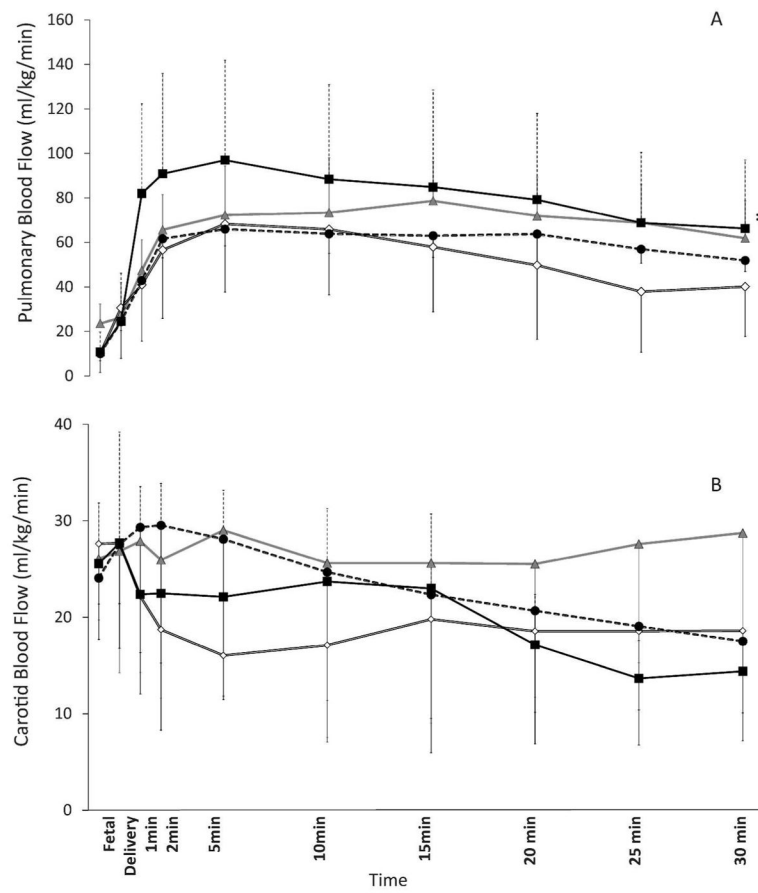 A
Pulmonary Blood Flow (ml/kg/min)
160
140
120
100
80
60
40
20
0
*
B
Carotid Blood Flow (ml/kg/min)
40
30
20
10
0
Fetal
Delivery
1min
2min
5min
10min
15min
20 min
25 min
30 min
Time